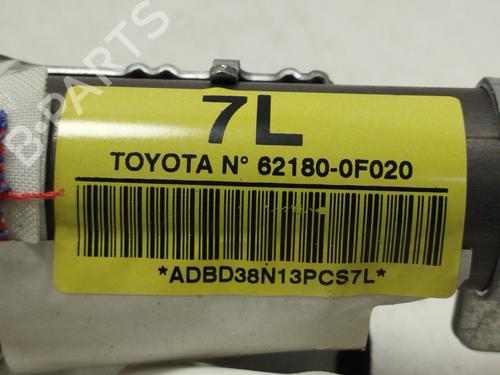 B-PARTS
7L
TOYOTA N° 62180-0F020
*ADBD38N13PCS7L*